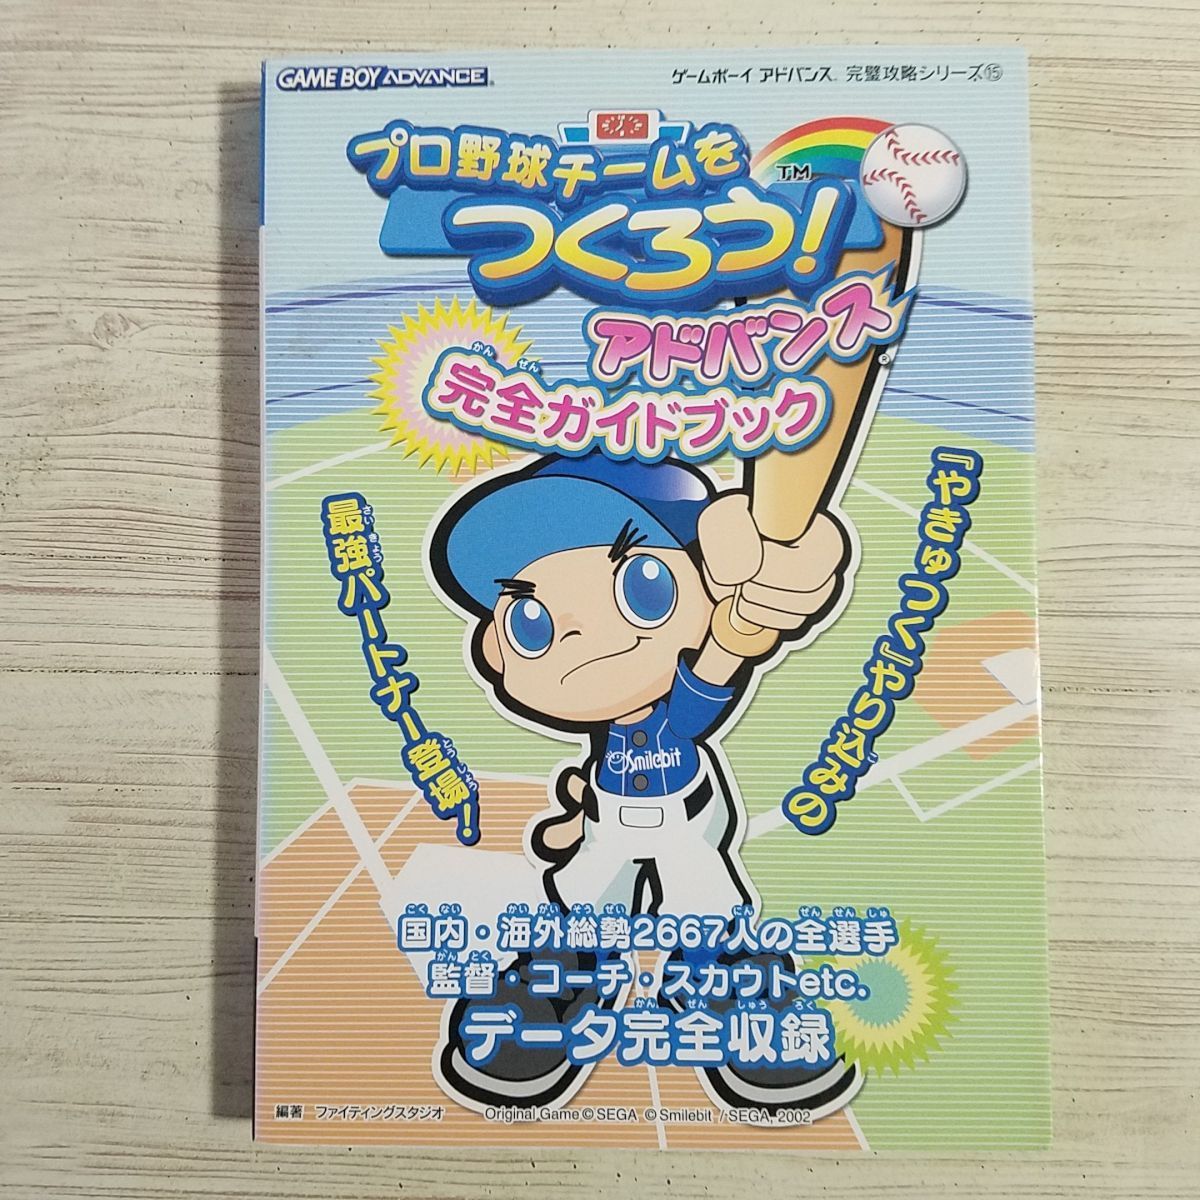 GAME BOY ADVANCE
ゲームボーイ アドバンス 完璧攻略シリーズ⑮
プロ野球チームを
つくろう!
TM
アドバンス
®
かん ぜん
完全ガイドブック
『やきゅつく』やり込みの
こ
最強パートナー登場!
さいきょう
とうじょう
Smilebit
こくない かいがいそうぜい にん ぜんせんしゅ
国内・海外総勢2667人の全選手
かんとく
監督・コーチ・スカウトetc.
かんぜんしゅうろく
データ完全収録
編著 ファイティングスタジオ
Original Game © SEGA © Smilebit / SEGA, 2002